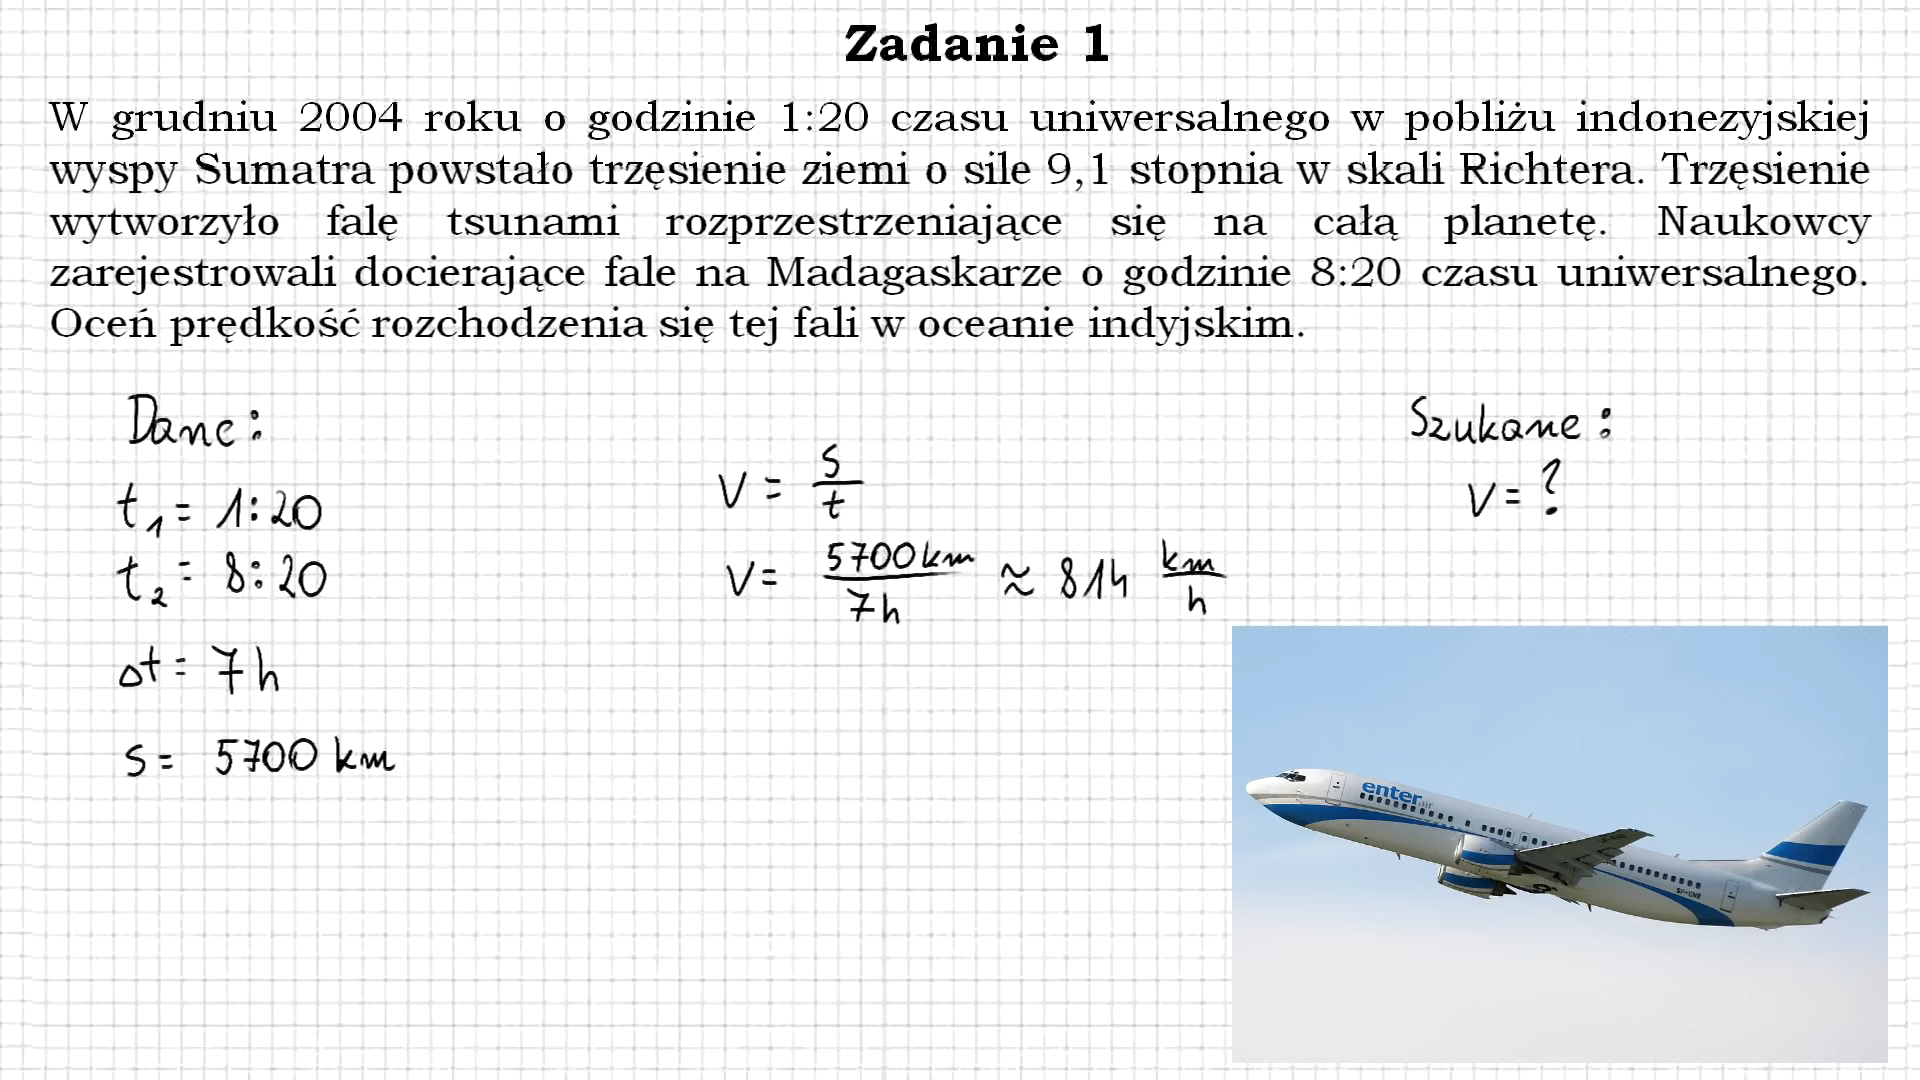 Zadanie 1
W grudniu 2004 roku o godzinie 1:20 czasu uniwersalnego w pobliżu indonezyjskiej
wyspy Sumatra powstało trzęsienie ziemi o sile 9,1 stopnia w skali Richtera. Trzęsienie
wytworzyło falę tsunami rozprzestrzeniające się na całą planetę. Naukowcy
zarejestrowali docierające fale na Madagaskarze o godzinie 8:20 czasu uniwersalnego.
Oceń prędkość rozchodzenia się tej fali w oceanie indyjskim.
Dane:
t₁ = 1:20
t₂ = 8:20
Δt = 7h
s = 5700 km
v = s/t
v = 5700 km/7h ≈ 814 km/h
Szukane:
v = ?
enter air